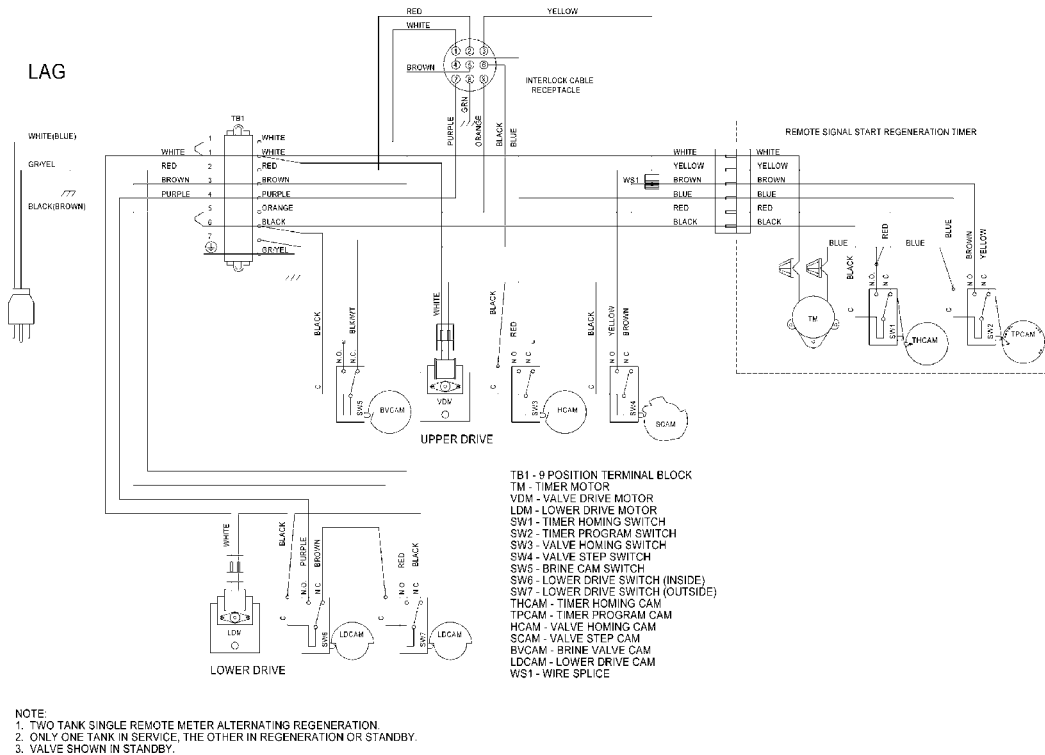 RED
YELLOW
WHITE
LAG
1 2 3
4 5 6
7 8 9
BROWN
INTERLOCK CABLE
RECEPTACLE
GRN
PURPLE
ORANGE
BLACK
BLUE
WHITE(BLUE)
GR/YEL
BLACK(BROWN)
TB1
1
WHITE
WHITE 1 WHITE
RED 2 RED
BROWN 3 BROWN
PURPLE 4 PURPLE
5 ORANGE
6 BLACK
7
GR/YEL
REMOTE SIGNAL START REGENERATION TIMER
WHITE WHITE
YELLOW YELLOW
WS1 BROWN BROWN
BLUE BLUE
RED RED
BLACK BLACK
BLUE
BLACK
RED
BLUE
BLUE
BROWN
YELLOW
N.O.
N.C
N.O.
N.C
C
C
TM
SW1
THCAM
SW2
TPCAM
BLACK
BLK/WT
WHITE
BLACK
RED
BLACK
YELLOW
BROWN
N.O.
N.C
N.O.
N.C
N.O.
N.C
C
C
C
SW5
BVCAM
VDM
SW3
HCAM
SW4
SCAM
UPPER DRIVE
TB1 - 9 POSITION TERMINAL BLOCK
TM - TIMER MOTOR
VDM - VALVE DRIVE MOTOR
LDM - LOWER DRIVE MOTOR
SW1 - TIMER HOMING SWITCH
SW2 - TIMER PROGRAM SWITCH
SW3 - VALVE HOMING SWITCH
SW4 - VALVE STEP SWITCH
SW5 - BRINE CAM SWITCH
SW6 - LOWER DRIVE SWITCH (INSIDE)
SW7 - LOWER DRIVE SWITCH (OUTSIDE)
THCAM - TIMER HOMING CAM
TPCAM - TIMER PROGRAM CAM
HCAM - VALVE HOMING CAM
SCAM - VALVE STEP CAM
BVCAM - BRINE VALVE CAM
LDCAM - LOWER DRIVE CAM
WS1 - WIRE SPLICE
WHITE
BLACK
PURPLE
BROWN
RED
BLACK
N.O.
N.C
N.O.
N.C
C
C
LDM
SW6
LDCAM
SW7
LDCAM
LOWER DRIVE
NOTE:
1. TWO TANK SINGLE REMOTE METER ALTERNATING REGENERATION.
2. ONLY ONE TANK IN SERVICE, THE OTHER IN REGENERATION OR STANDBY.
3. VALVE SHOWN IN STANDBY.